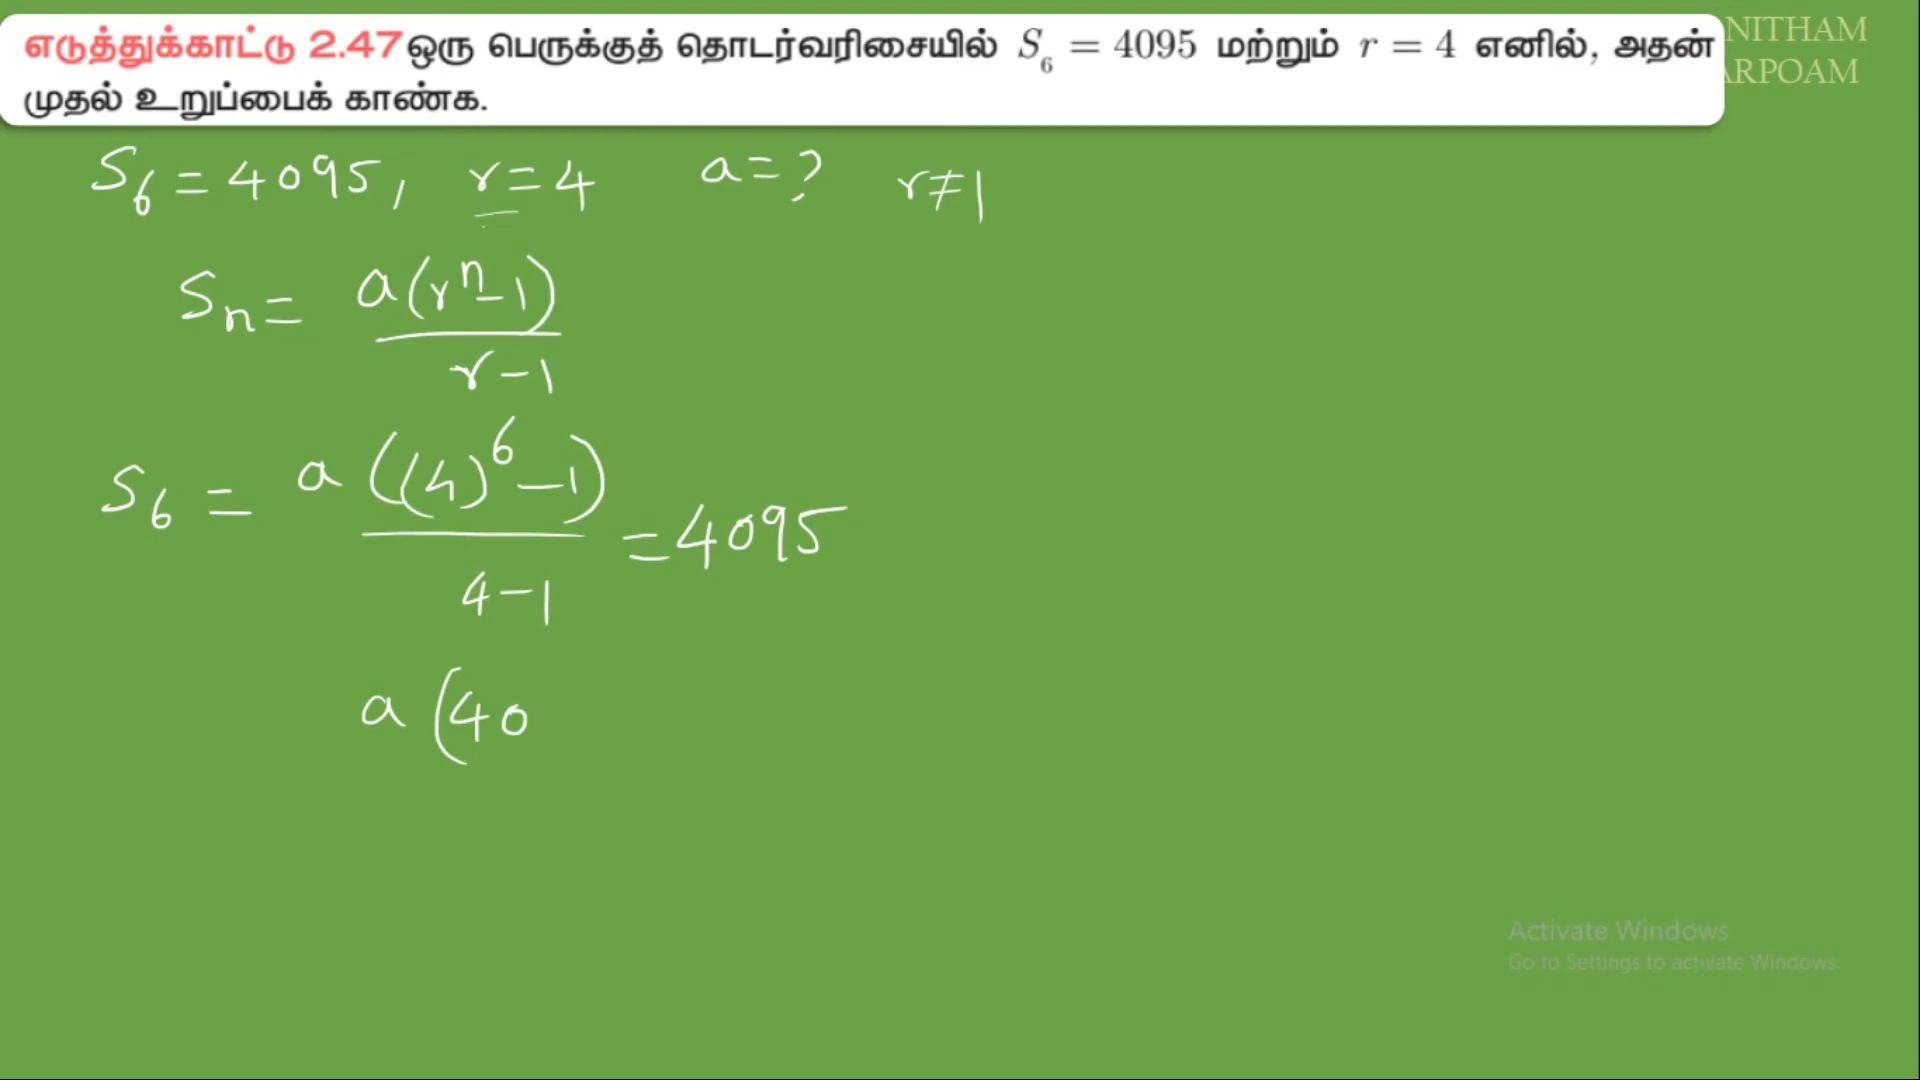 எடுத்துக்காட்டு 2.47 ஒரு பெருக்குத் தொடர்வரிசையில் S₆ = 4095 மற்றும் r = 4 எனில், அதன்
முதல் உறுப்பைக் காண்க.
NITHAM
ARPOAM
S₆ = 4095, r = 4 a = ? r ≠ 1
Sₙ = a(rⁿ-1) / r-1
S₆ = a((4)⁶-1) / 4-1 = 4095
a(40
Activate Windows
Go to Settings to activate Windows.